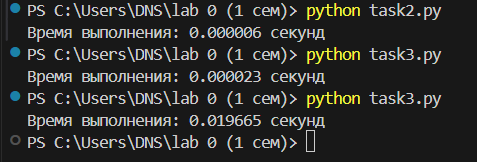 PS C:\Users\DNS\lab 0 (1 сем)> python task2.py
Время выполнения: 0.000006 секунд
PS C:\Users\DNS\lab 0 (1 сем)> python task3.py
Время выполнения: 0.000023 секунд
PS C:\Users\DNS\lab 0 (1 сем)> python task3.py
Время выполнения: 0.019665 секунд
PS C:\Users\DNS\lab 0 (1 сем)>